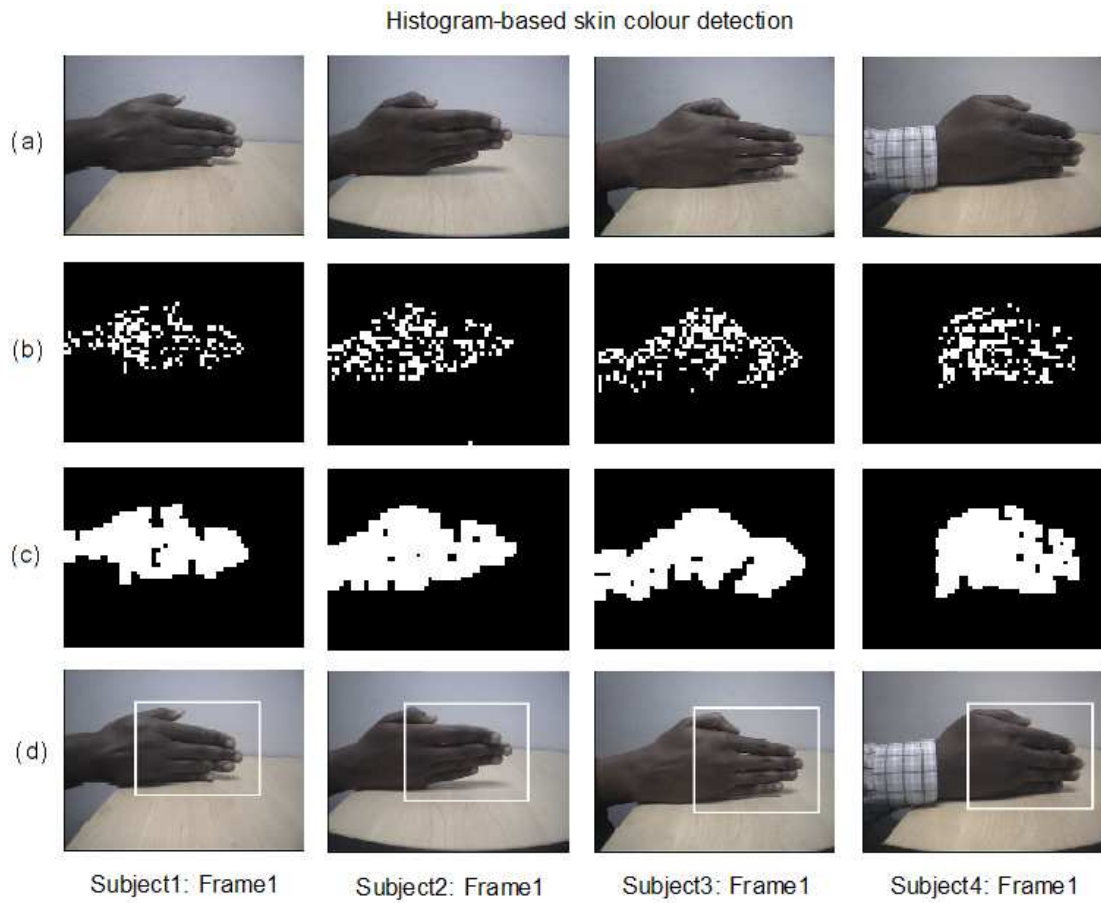 Histogram-based skin colour detection
(a)
(b)
(c)
(d)
Subject1: Frame1
Subject2: Frame1
Subject3: Frame1
Subject4: Frame1